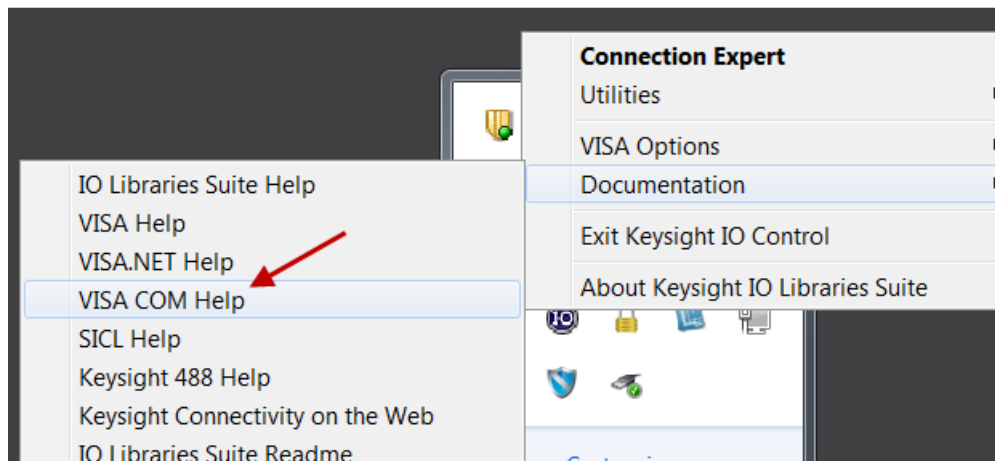 Connection Expert
Utilities
VISA Options
Documentation
Exit Keysight IO Control
About Keysight IO Libraries Suite
IO Libraries Suite Help
VISA Help
VISA.NET Help
VISA COM Help
SICL Help
Keysight 488 Help
Keysight Connectivity on the Web
IO Libraries Suite Readme
IO